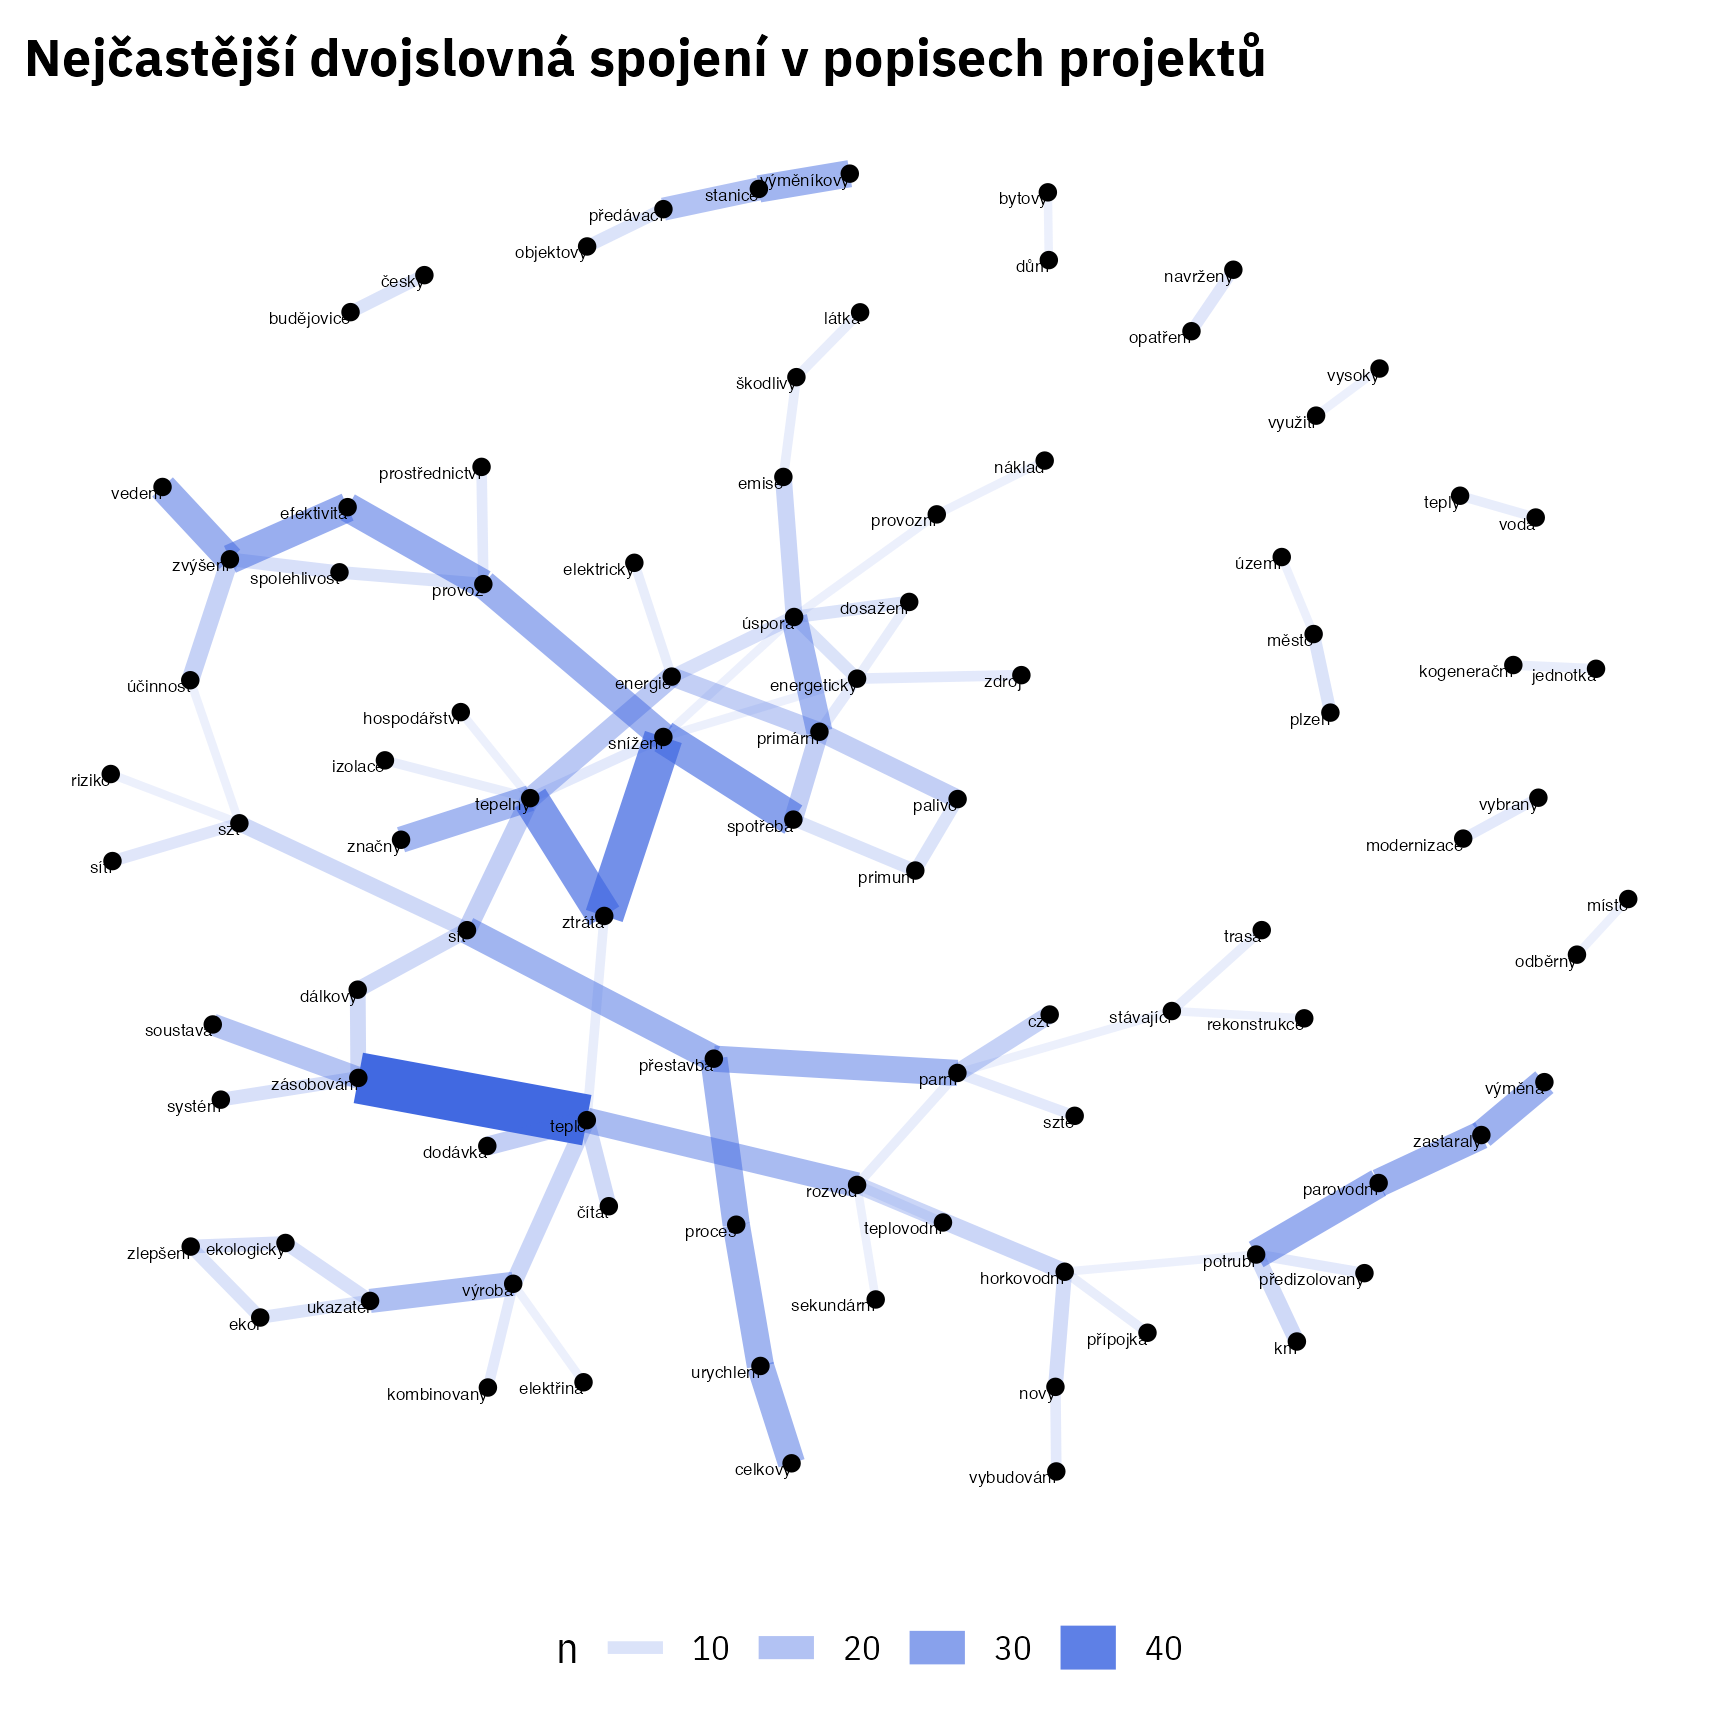 Nejčastější dvojslovná spojení v popisech projektů
výměníkový
stanice
předávací
objektový
bytový
dům
český
budějovice
navržený
opatření
látka
škodlivý
vysoký
využití
prostřednictví
náklad
emise
vedení
efektivita
provozní
teplý
voda
zvýšení
spolehlivost
provoz
elektrický
území
dosažení
úspora
město
energie
energetický
zdroj
kogenerační
jednotka
účinnost
hospodářství
plzeň
snížení
primární
izolace
riziko
tepelný
palivo
vybraný
szt
spotřeba
značný
modernizace
sítí
primum
místo
ztráta
síť
trasa
odběrný
dálkový
stávající
czt
rekonstrukce
soustava
přestavba
parní
zásobování
výměna
systém
szte
teplo
zastaralý
dodávka
rozvod
parovodní
čítat
teplovodní
proces
zlepšení
ekologický
potrubí
horkovodní
předizolovaný
výroba
ukazatel
sekundární
ekol
přípojka
km
urychlení
kombinovaný
elektřina
nový
celkový
vybudování
n 10 20 30 40